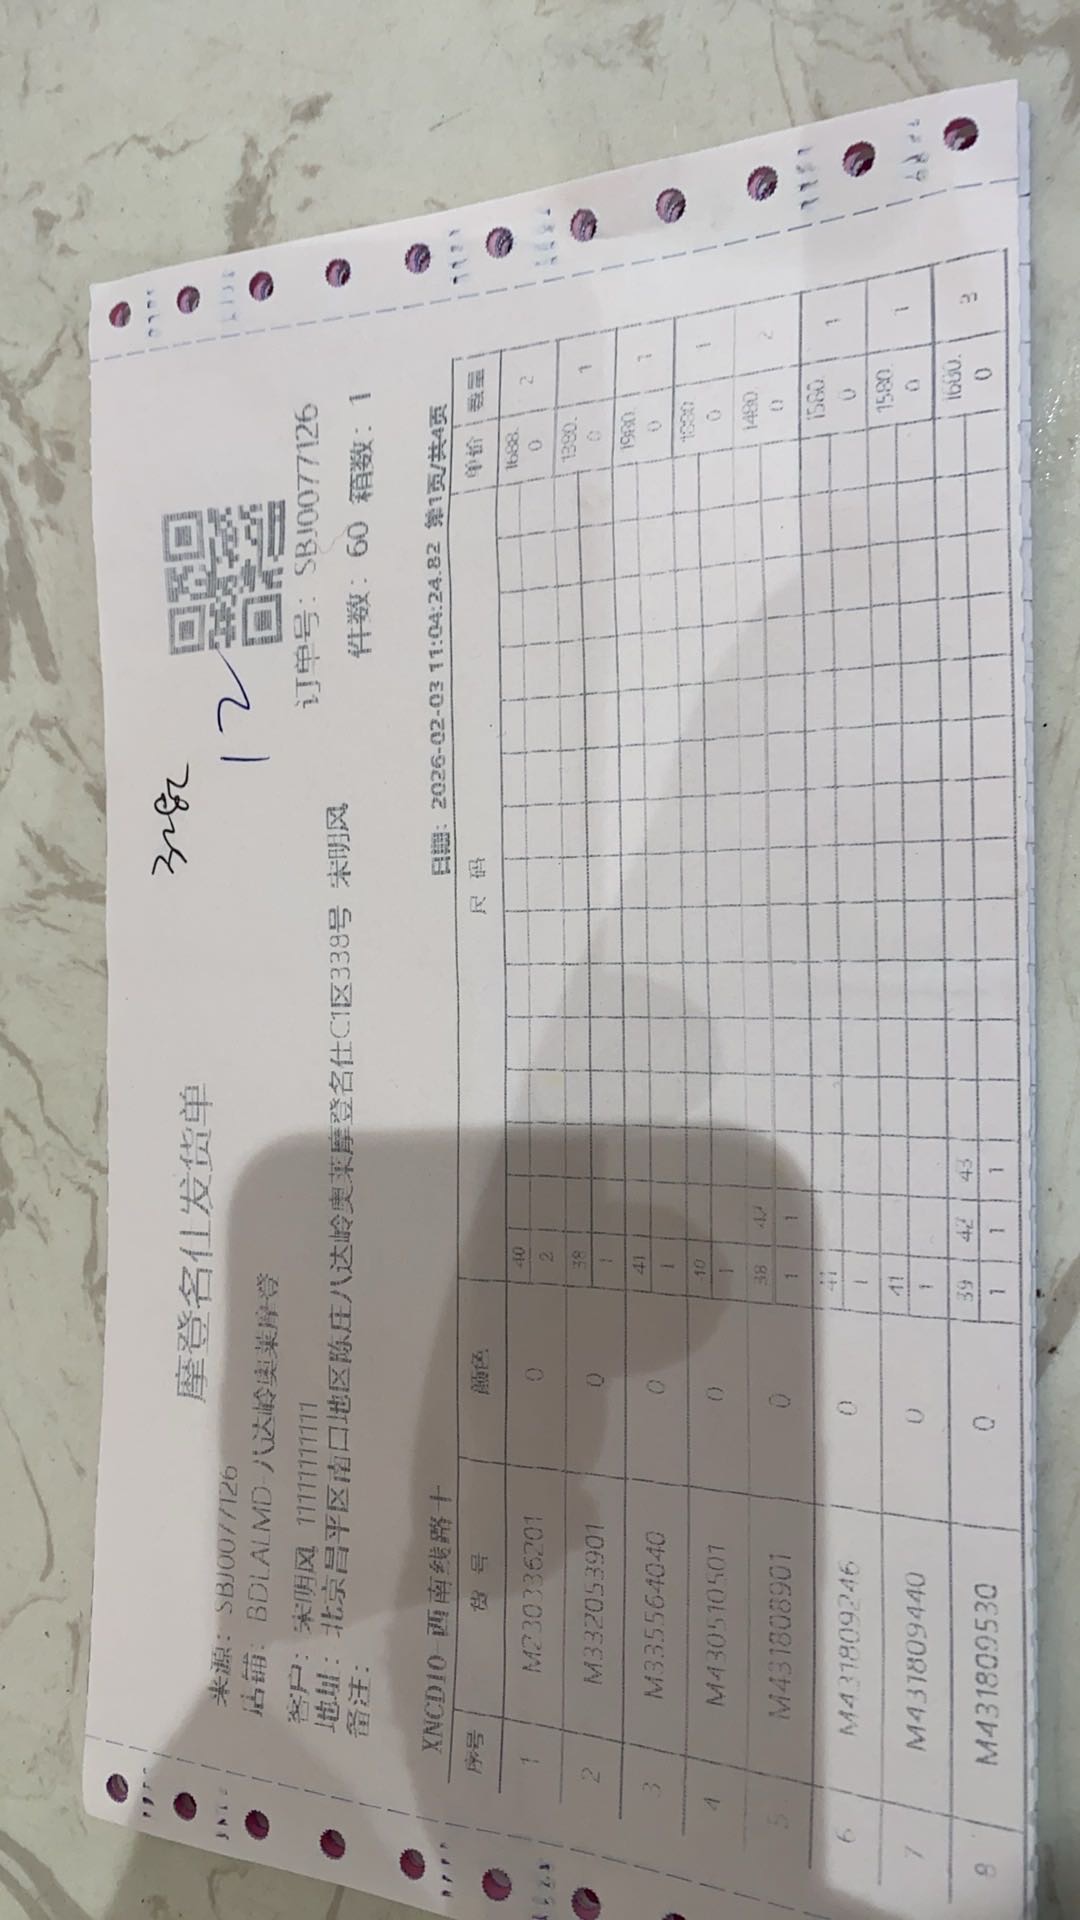 摩登名仕发货单
12
来源：SBJ0077126
店铺：BDLALMD-八达岭奥莱摩登
客户：宋明风 11111111111
订单号：SBJ0077126
地址：北京昌平区南口地区陈庄八达岭奥莱摩登名仕C1区338号 宋明风
件数：60 箱数：1
备注：
XNCD10-西南线路十
日期：2026-02-03 11:04:24.82 第1页/共4页
序号 货号 颜色 尺码 单价 数量
1 M230336201 0 40 1688.0 2
2
2 M332053901 0 38 1380.0 1
1
3 M335564040 0 41 1980.0 1
1
4 M430510501 0 40 1880.0 1
1
5 M431808901 0 38 42 1480.0 2
1 1
6 M431809246 0 41 1580.0 1
1
7 M431809440 0 41 1580.0 1
1
8 M431809530 0 39 42 43 1680.0 3
1 1 1